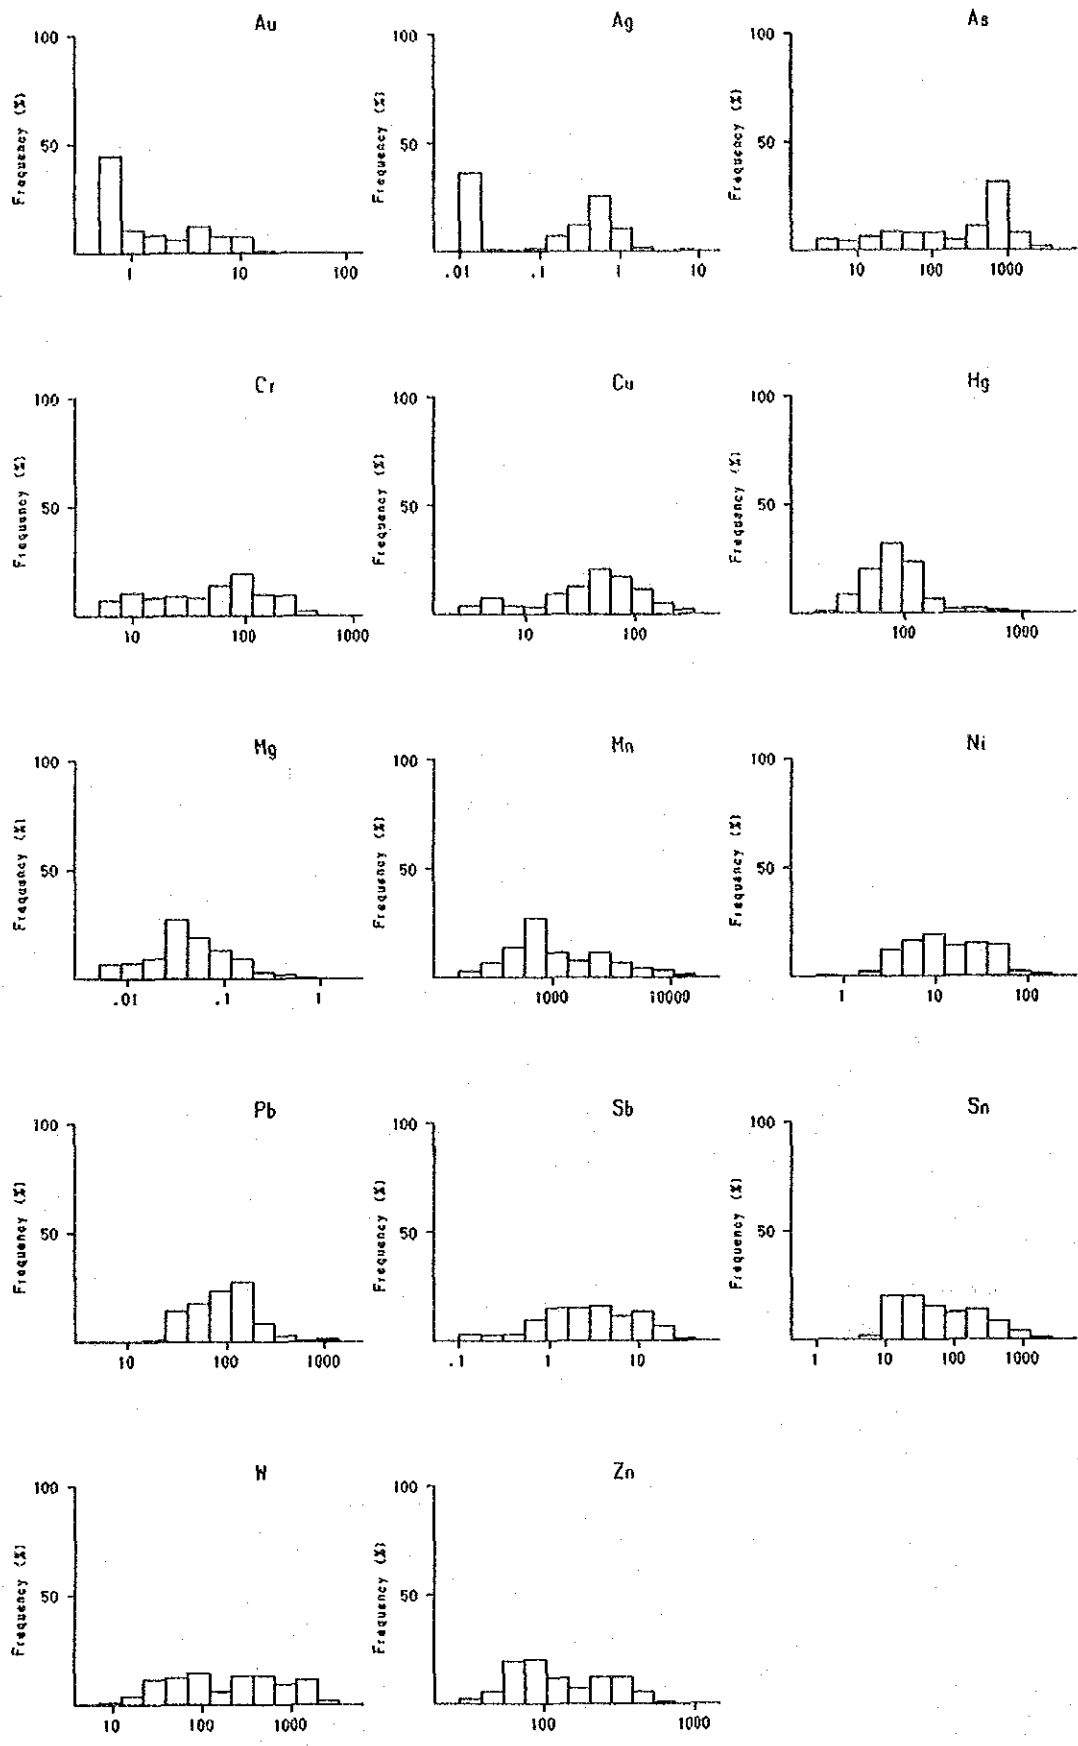 Au
100
50
Frequency (%)
1 10 100
Ag
100
50
Frequency (%)
.01 .1 1 10
As
100
50
Frequency (%)
10 100 1000
Cr
100
50
Frequency (%)
10 100 1000
Cu
100
50
Frequency (%)
10 100
Hg
100
50
Frequency (%)
100 1000
Mg
100
50
Frequency (%)
.01 .1 1
Mn
100
50
Frequency (%)
1000 10000
Ni
100
50
Frequency (%)
1 10 100
Pb
100
50
Frequency (%)
10 100 1000
Sb
100
50
Frequency (%)
.1 1 10
Sn
100
50
Frequency (%)
1 10 100 1000
W
100
50
Frequency (%)
10 100 1000
Zn
100
50
Frequency (%)
100 1000